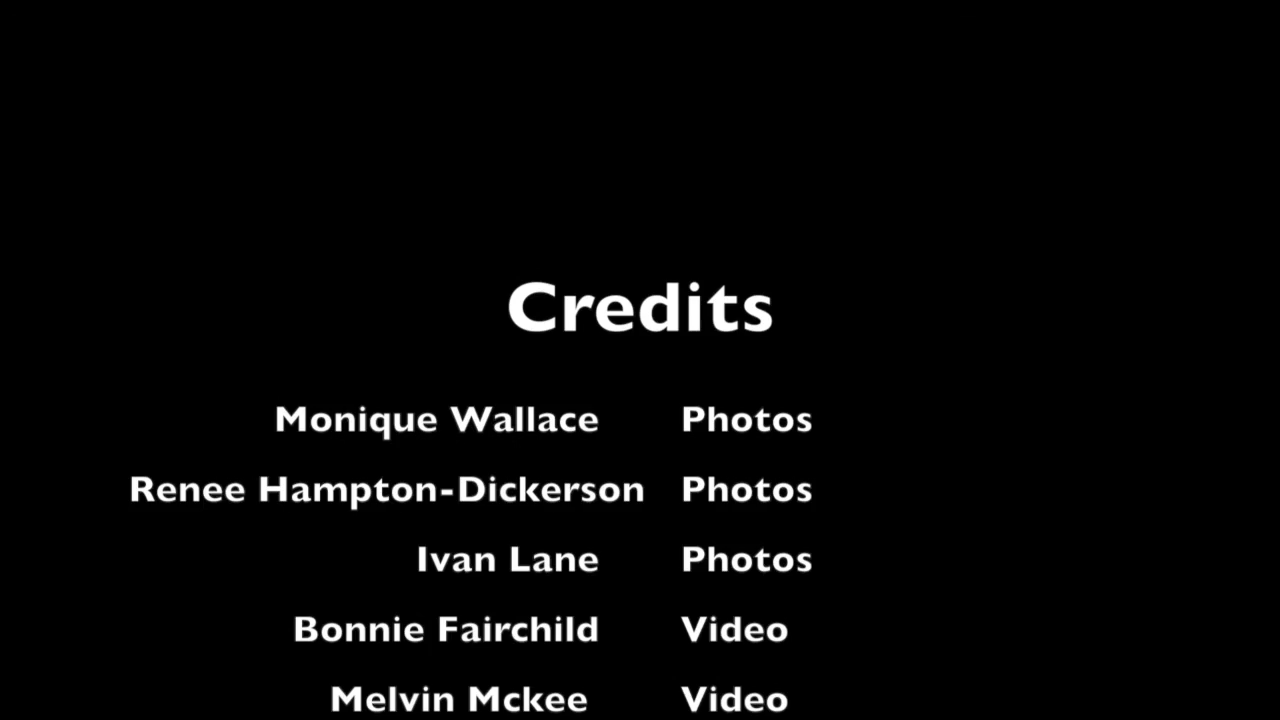 Credits
Monique Wallace Photos
Renee Hampton-Dickerson Photos
Ivan Lane Photos
Bonnie Fairchild Video
Melvin Mckee Video